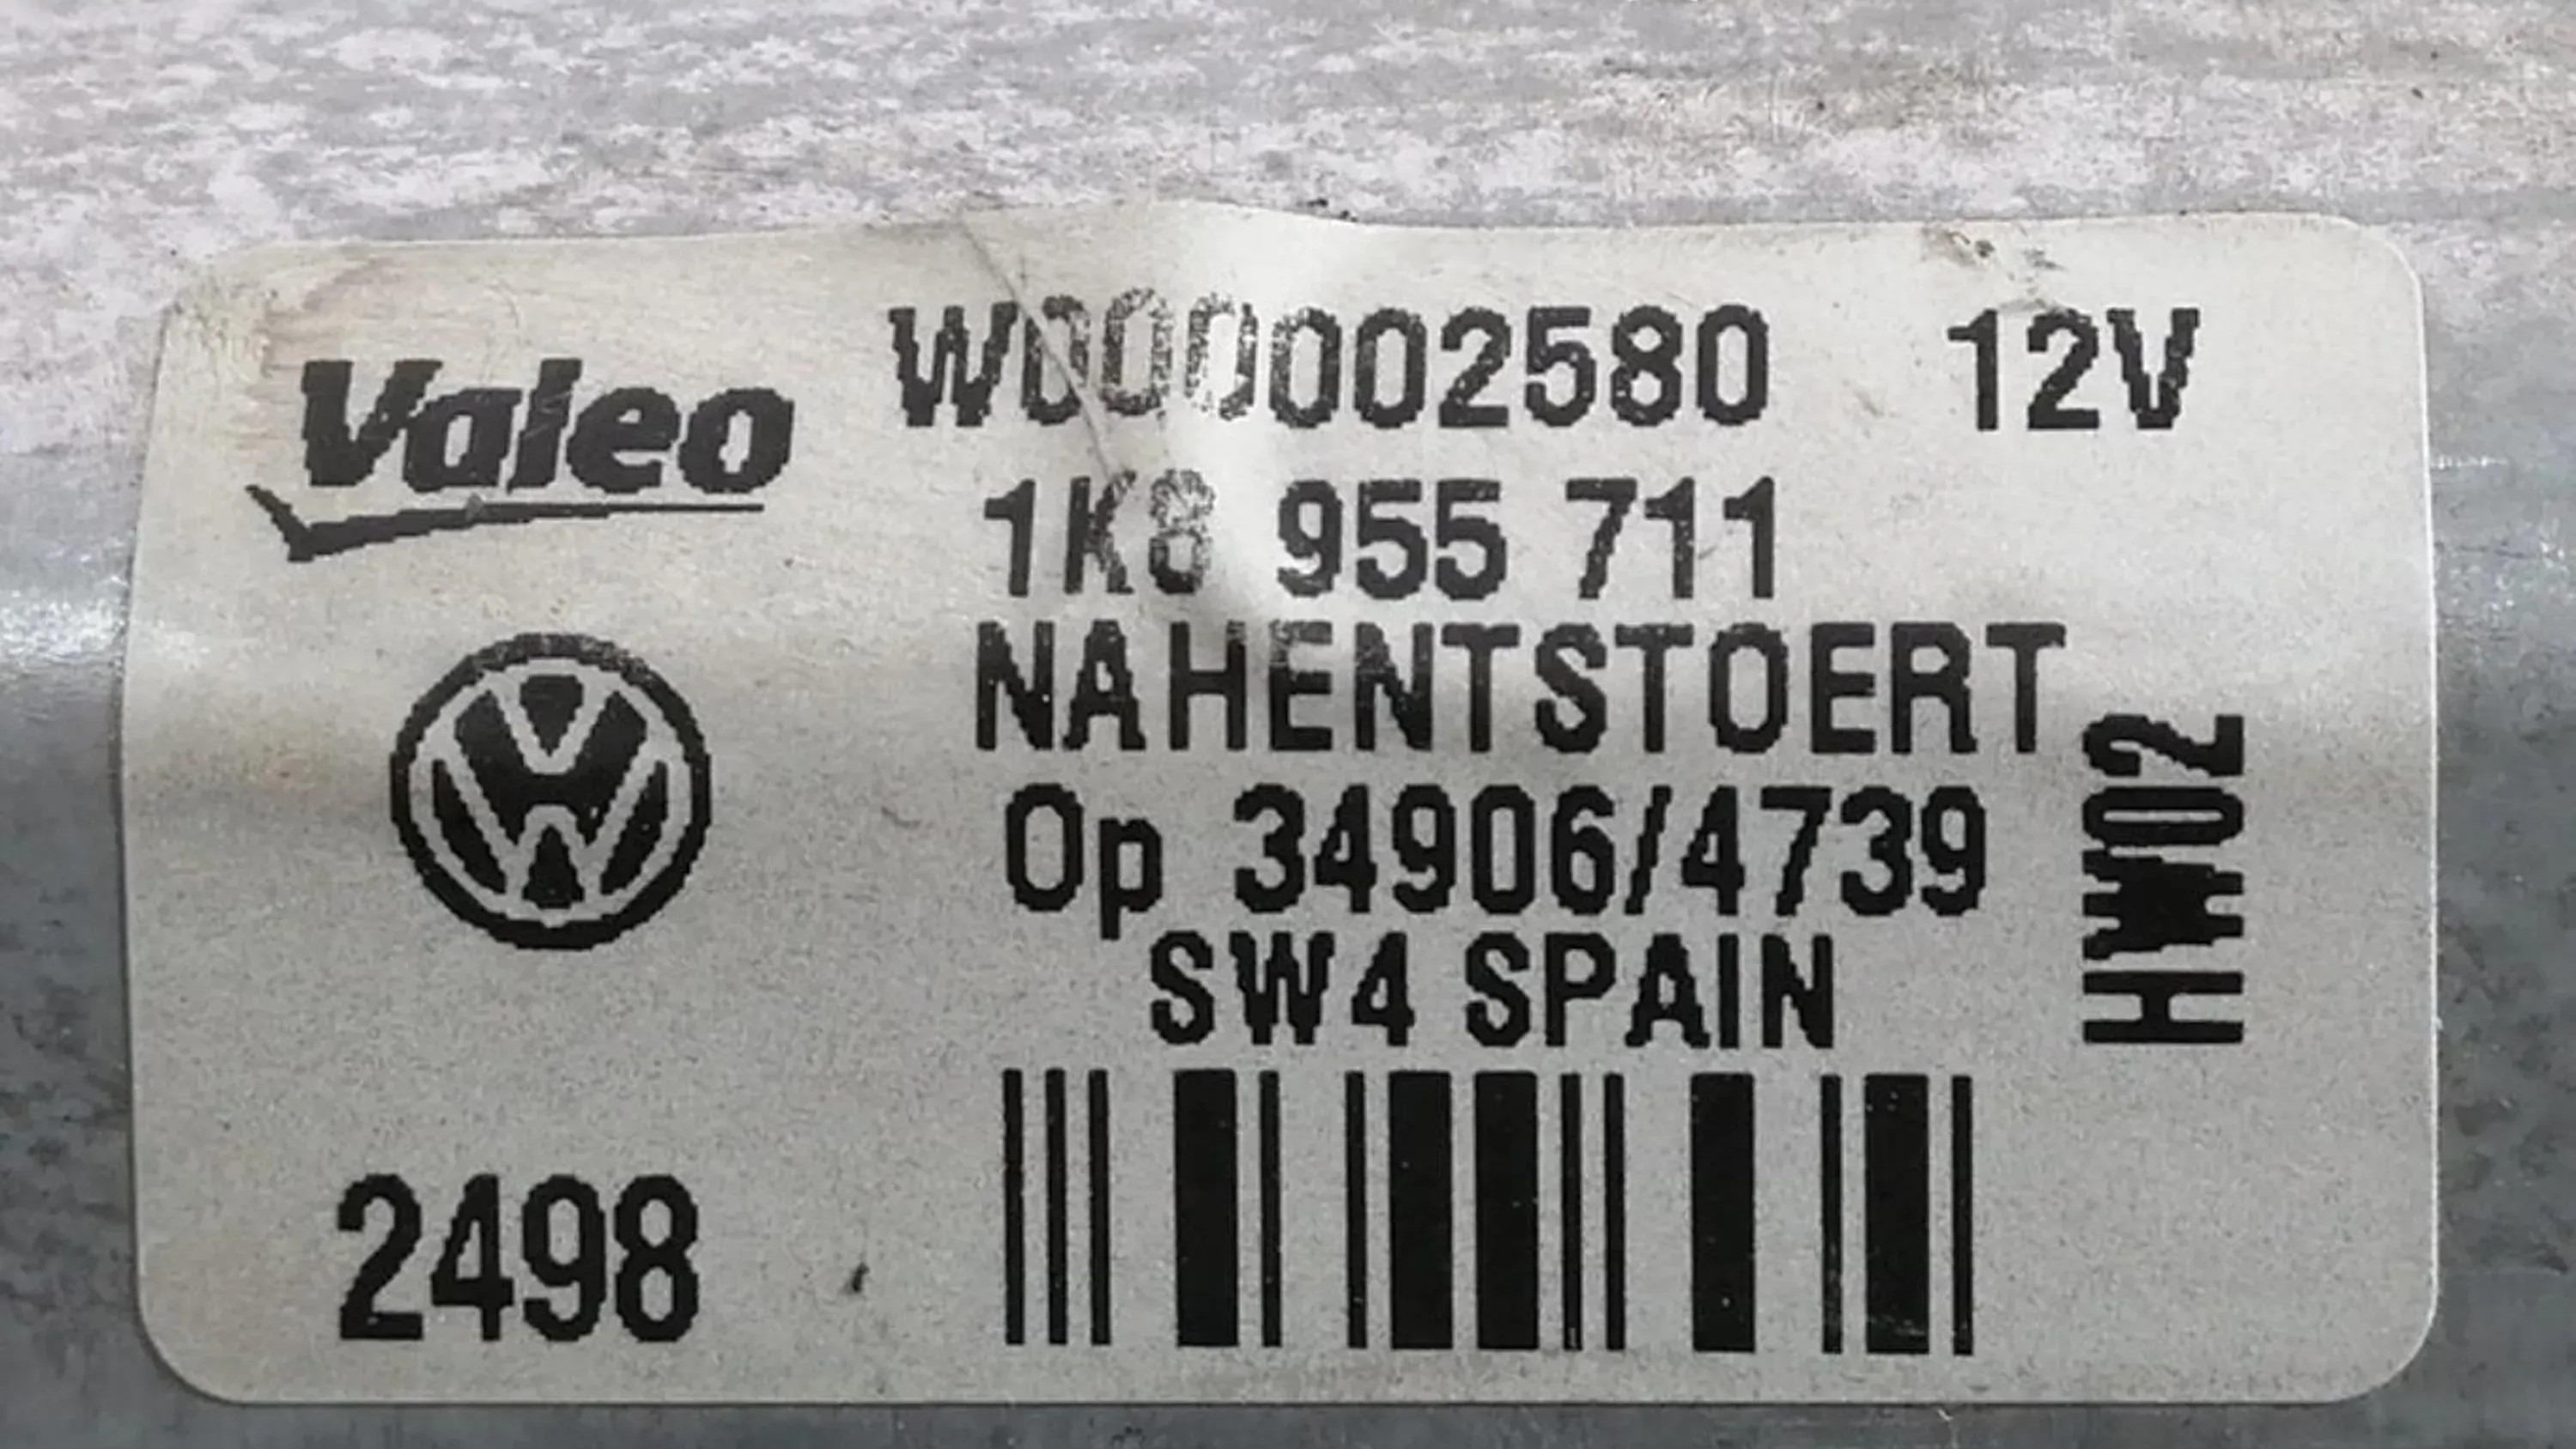 Valeo
W000002580 12V
1K8 955 711
NAHENTSTOERT
Op 34906/4739
SW4 SPAIN
HW02
2498